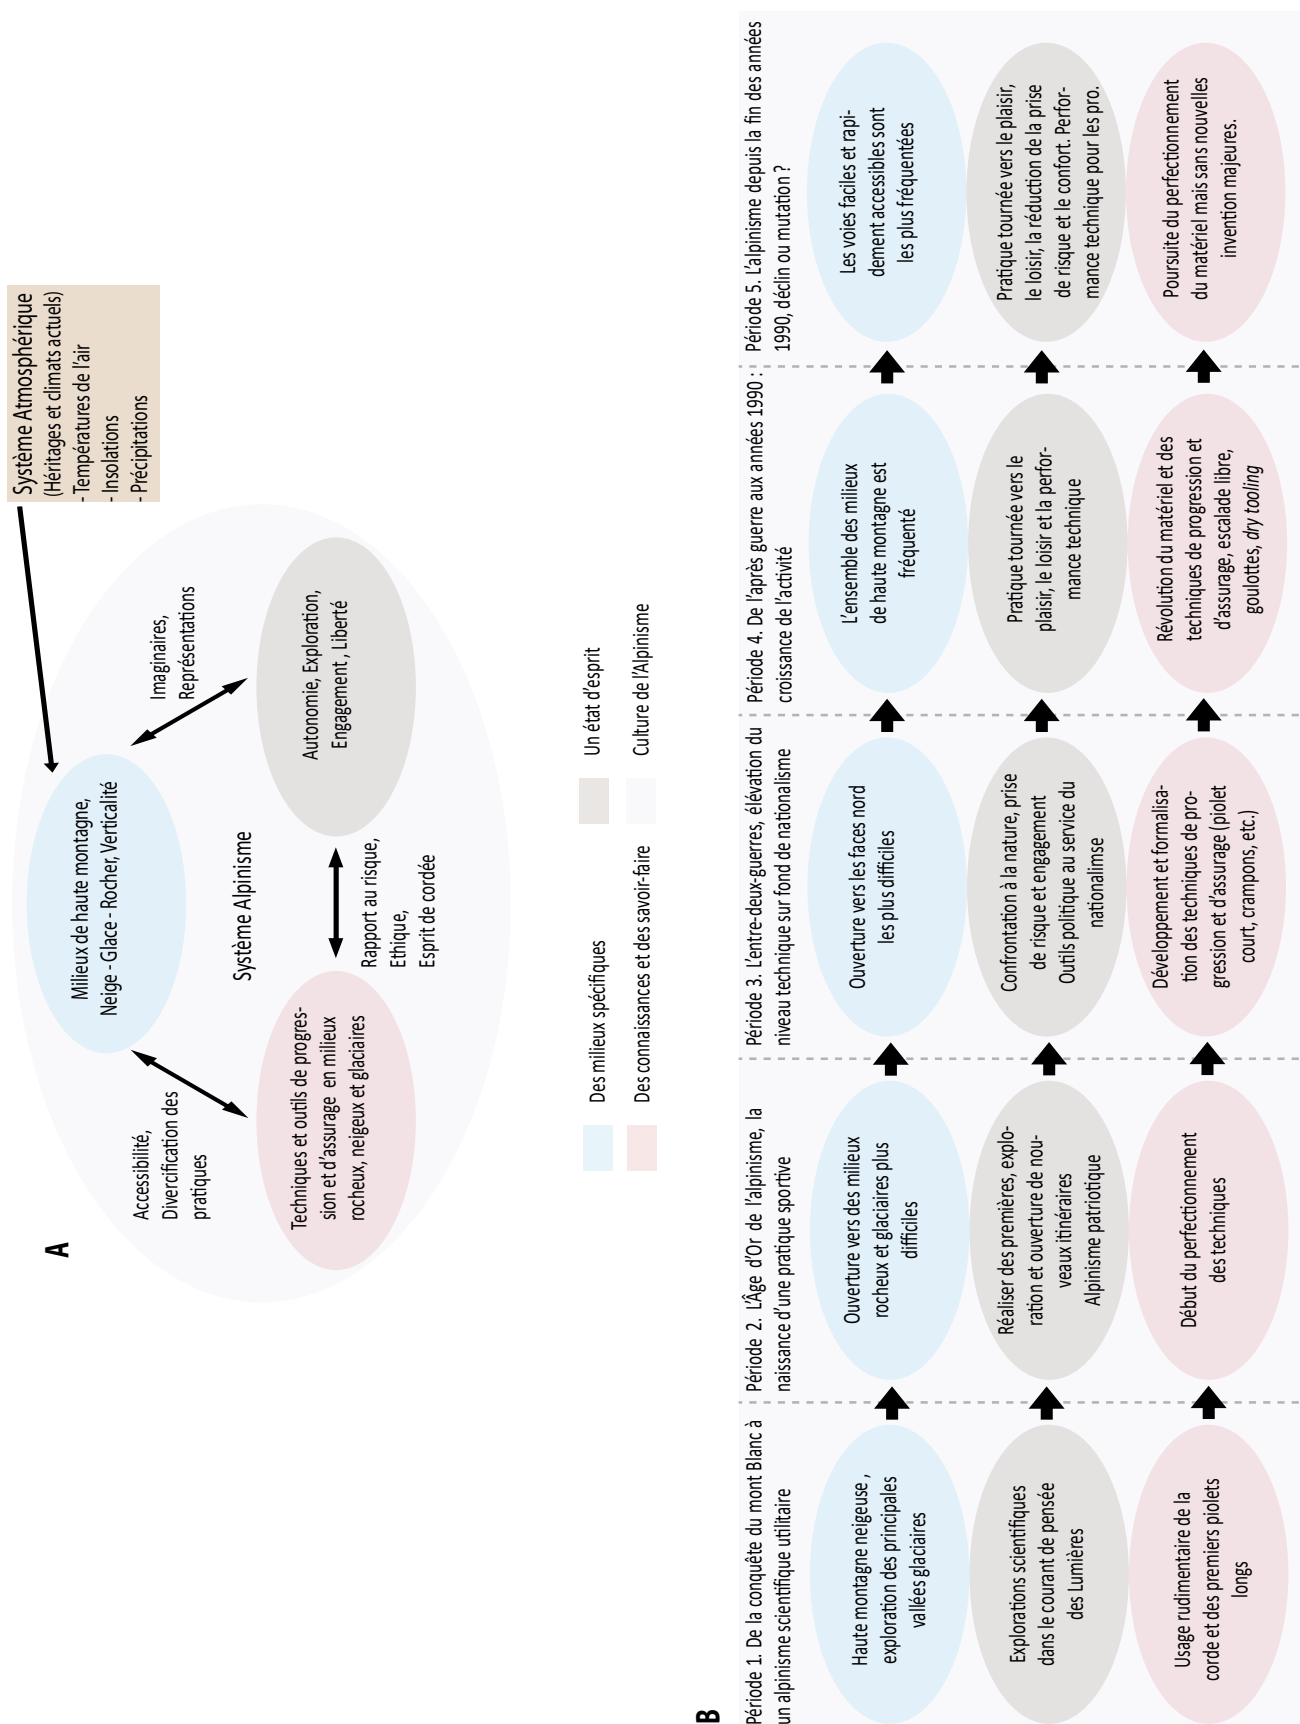 A
Système Atmosphérique
(Héritages et climats actuels)
- Températures de l'air
- Insolations
- Précipitations
Milieux de haute montagne,
Neige - Glace - Rocher, Verticalité
Accessibilité,
Divercification des
pratiques
Imaginaires,
Représentations
Système Alpinisme
Techniques et outils de progres-
sion et d'assurage en milieux
rocheux, neigeux et glaciaires
Rapport au risque,
Ethique,
Esprit de cordée
Autonomie, Exploration,
Engagement , Liberté
Des milieux spécifiques
Un état d'esprit
Des connaissances et des savoir-faire
Culture de l'Alpinisme
B
Période 1. De la conquête du mont Blanc à
un alpinisme scientifique utilitaire
Haute montagne neigeuse ,
exploration des principales
vallées glaciaires
Explorations scientifiques
dans le courant de pensée
des Lumières
Usage rudimentaire de la
corde et des premiers piolets
longs
Période 2. L'Âge d'Or de l'alpinisme, la
naissance d'une pratique sportive
Ouverture vers des milieux
rocheux et glaciaires plus
difficiles
Réaliser des premières, explo-
ration et ouverture de nou-
veaux itinéraires
Alpinisme patriotique
Début du perfectionnement
des techniques
Période 3. L'entre-deux-guerres, élévation du
niveau technique sur fond de nationalisme
Ouverture vers les faces nord
les plus difficiles
Confrontation à la nature, prise
de risque et engagement
Outils politique au service du
nationalimse
Développement et formalisa-
tion des techniques de pro-
gression et d'assurage (piolet
court, crampons, etc.)
Période 4. De l'après guerre aux années 1990 :
croissance de l'activité
L'ensemble des milieux
de haute montagne est
fréquenté
Pratique tournée vers le
plaisir, le loisir et la perfor-
mance technique
Révolution du matériel et des
techniques de progression et
d'assurage, escalade libre,
goulottes, dry tooling
Période 5. L'alpinisme depuis la fin des années
1990, déclin ou mutation ?
Les voies faciles et rapi-
dement accessibles sont
les plus fréquentées
Pratique tournée vers le plaisir,
le loisir, la réduction de la prise
de risque et le confort. Perfor-
mance technique pour les pro.
Poursuite du perfectionnement
du matériel mais sans nouvelles
invention majeures.